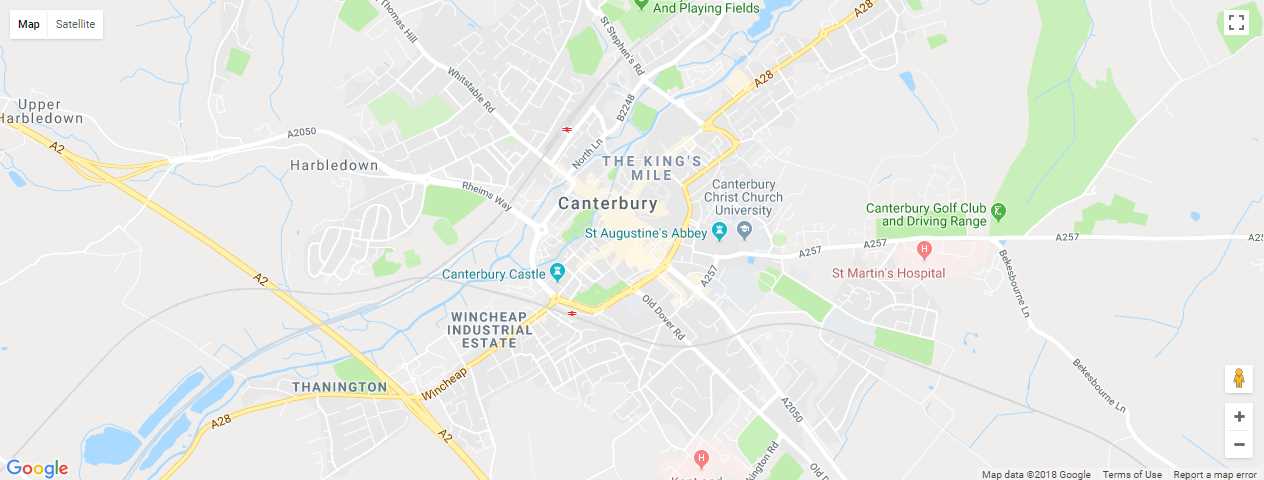 Map
Satellite
And Playing Fields
St Thomas Hill
St Stephen's Rd
A28
Whitstable Rd
B2248
Upper
Harbledown
A2050
A2
Harbledown
North Ln
THE KING'S
MILE
Rheims Way
Canterbury
Canterbury
Christ Church
University
Canterbury Golf Club
and Driving Range
St Augustine's Abbey
A257
A257
A257
A257
A2
Canterbury Castle
A257
St Martin's Hospital
Bekesbourne Ln
Old Dover Rd
WINCHEAP
INDUSTRIAL
ESTATE
THANINGTON
Wincheap
Bekesbourne Ln
A28
A2
A2050
Google
Kent and
Old D
Map data ©2018 Google
Terms of Use
Report a map error